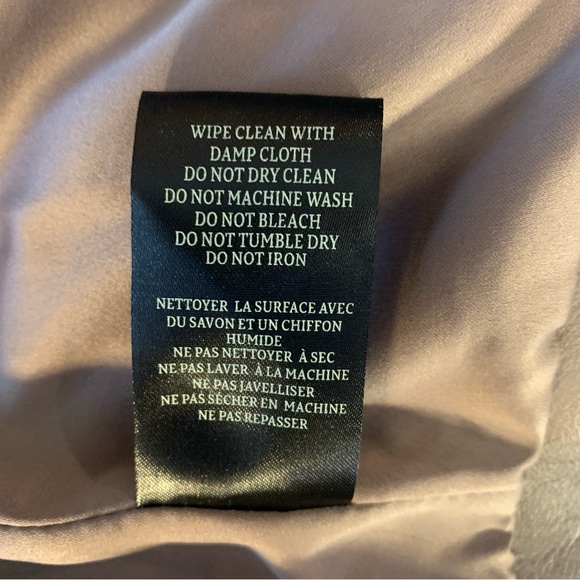 WIPE CLEAN WITH
DAMP CLOTH
DO NOT DRY CLEAN
DO NOT MACHINE WASH
DO NOT BLEACH
DO NOT TUMBLE DRY
DO NOT IRON
NETTOYER LA SURFACE AVEC
DU SAVON ET UN CHIFFON
HUMIDE
NE PAS NETTOYER À SEC
NE PAS LAVER À LA MACHINE
NE PAS JAVELLISER
NE PAS SÉCHER EN MACHINE
NE PAS REPASSER